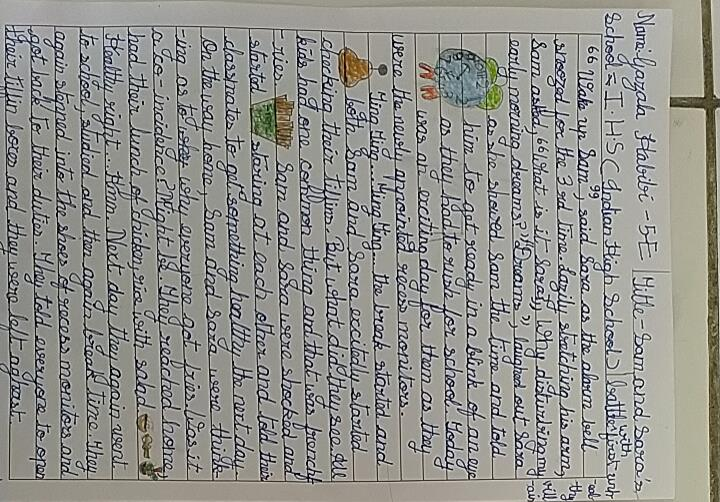 Name:- Gazala Habibi - 5E | Title - Sam and Sara's
School = I.H.S (Indian High School) | battle with first unit
"Wake up Sam", said Sara as the alarm bell
snoozed for the 3rd time. Lazily stretching his arms,
Sam asked, "What is it Sara, Why disturbing my
early morning dreams?" "Dreams", laughed out Sara
as she showed Sam the time and told
him to get ready in a blink of an eye
as they had to rush for school. Today
was an exciting day for them as they
were the newly appointed recess monitors.
Ting Ting... Ting Ting... the break started and
both Sam and Sara excitedly started
checking their tiffins. But what did they see all
kids had one common thing and that was french
fries. Sam and Sara were shocked and
started staring at each other and told their
classmates to get something healthy the next day.
On the way home, Sam and Sara were think-
ing as to why everyone got fries. Was it
a co-incidence? Might be. They reached home,
had their lunch of chicken, rice with salad.
Healthy right... Hmm. Next day they again went
to school, studied and then again break time. They
again stepped into the shoes of recess monitors and
got back to their duties. They told everyone to open
their tiffin boxes and they were left aghast.